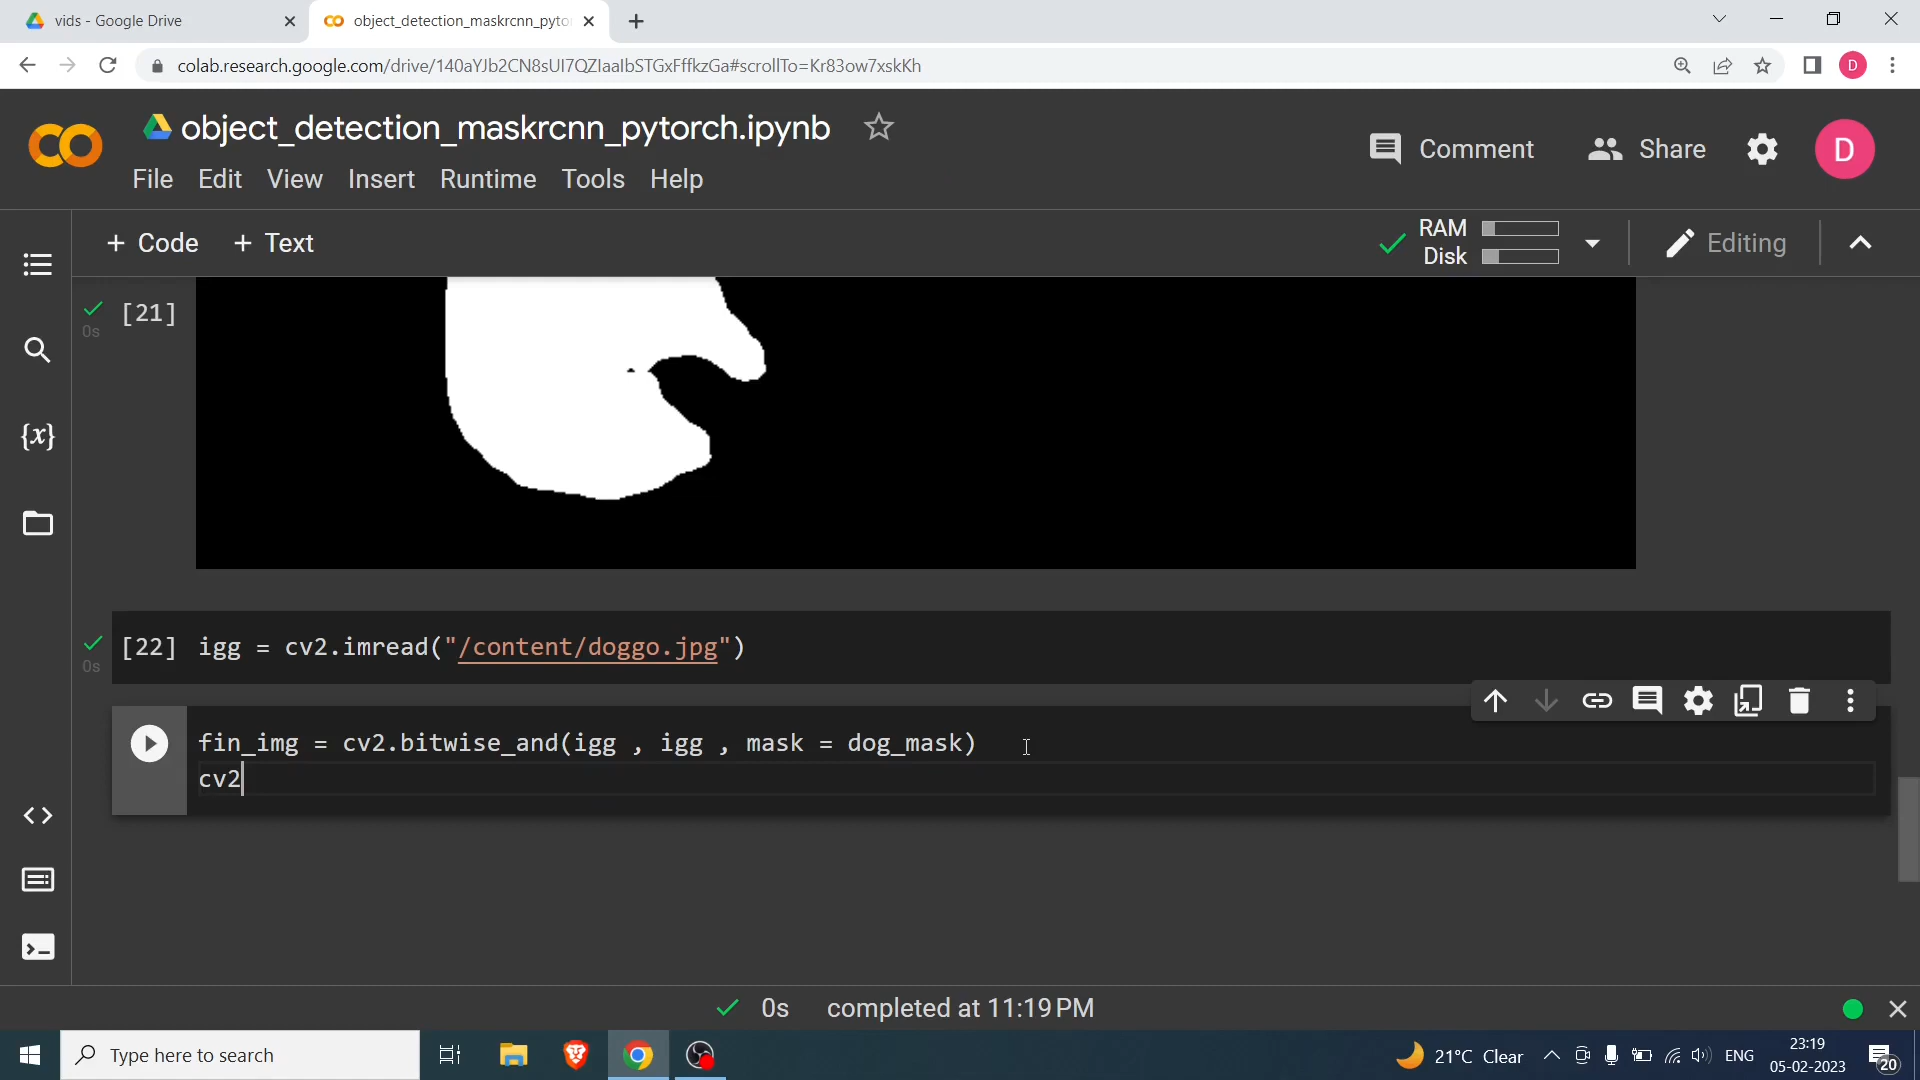 vids - Google Drive
object_detection_maskrcnn_pyto
colab.research.google.com/drive/140aYJb2CN8sUI7QZIaaIbSTGxFffkzGa#scrollTo=Kr83ow7xskKh
D
object_detection_maskrcnn_pytorch.ipynb
File Edit View Insert Runtime Tools Help
Comment
Share
D
+ Code + Text
RAM
Disk
Editing
{x}
[21]
0s
[22] igg = cv2.imread("/content/doggo.jpg")
0s
fin_img = cv2.bitwise_and(igg , igg , mask = dog_mask)
cv2
0s completed at 11:19 PM
Type here to search
21°C Clear
ENG
23:19
05-02-2023
20